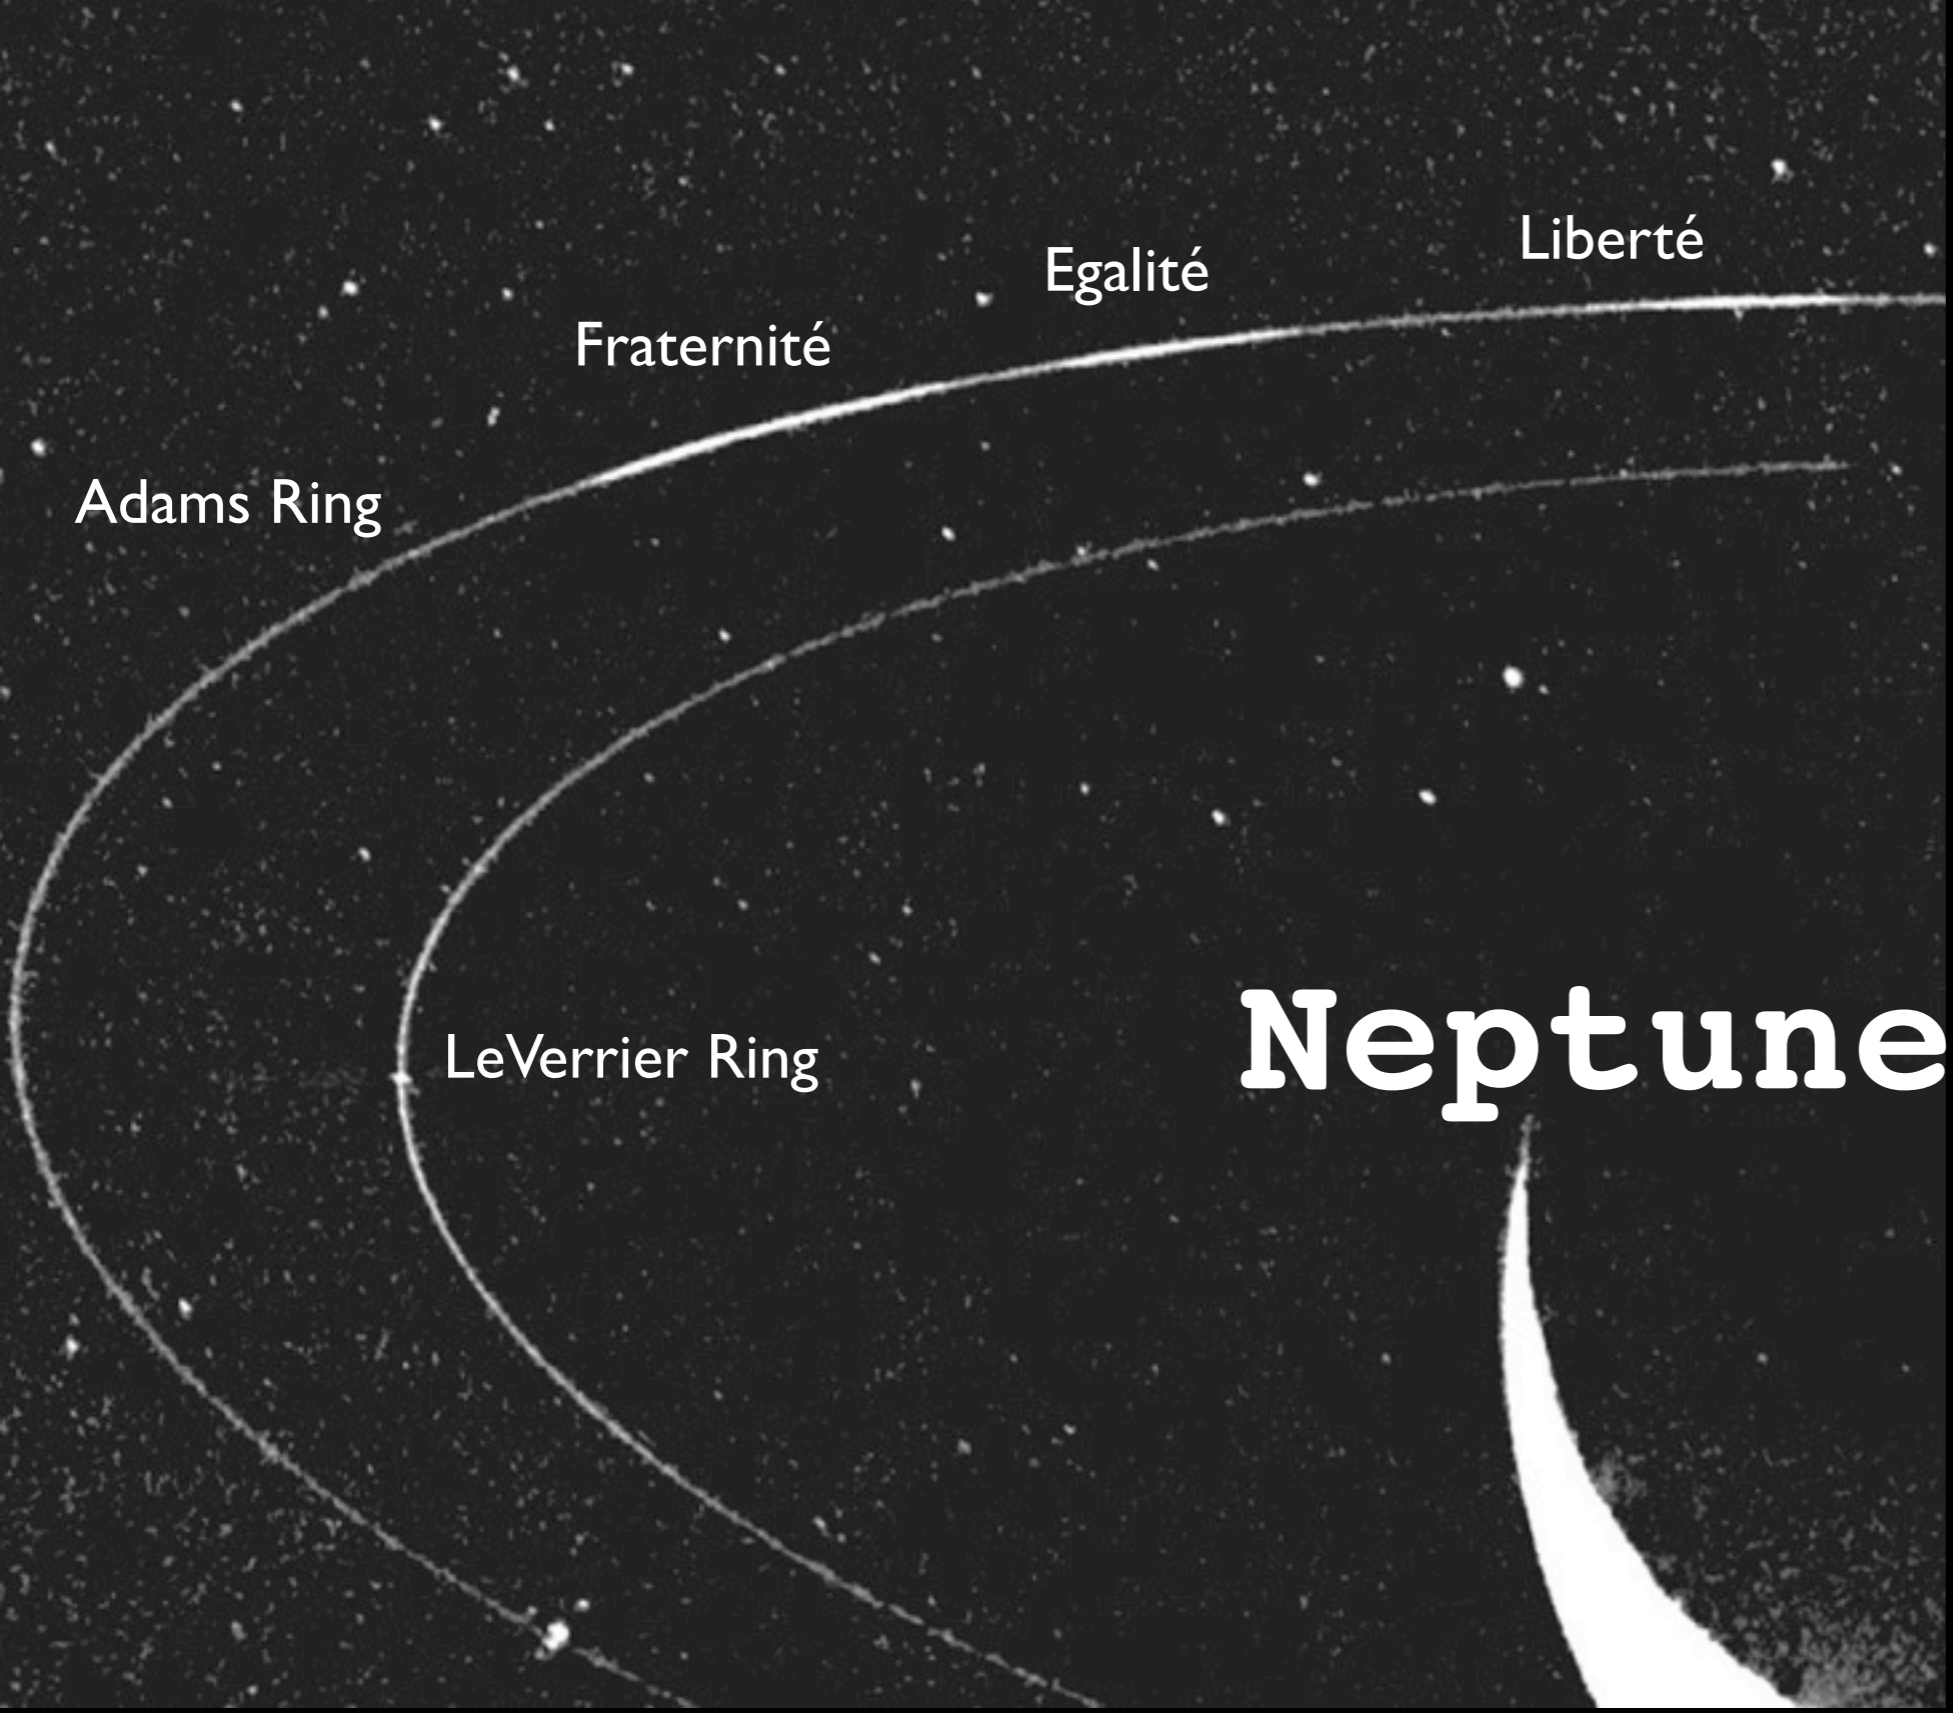 Liberté
Egalité
Fraternité
Adams Ring
Neptune
LeVerrier Ring